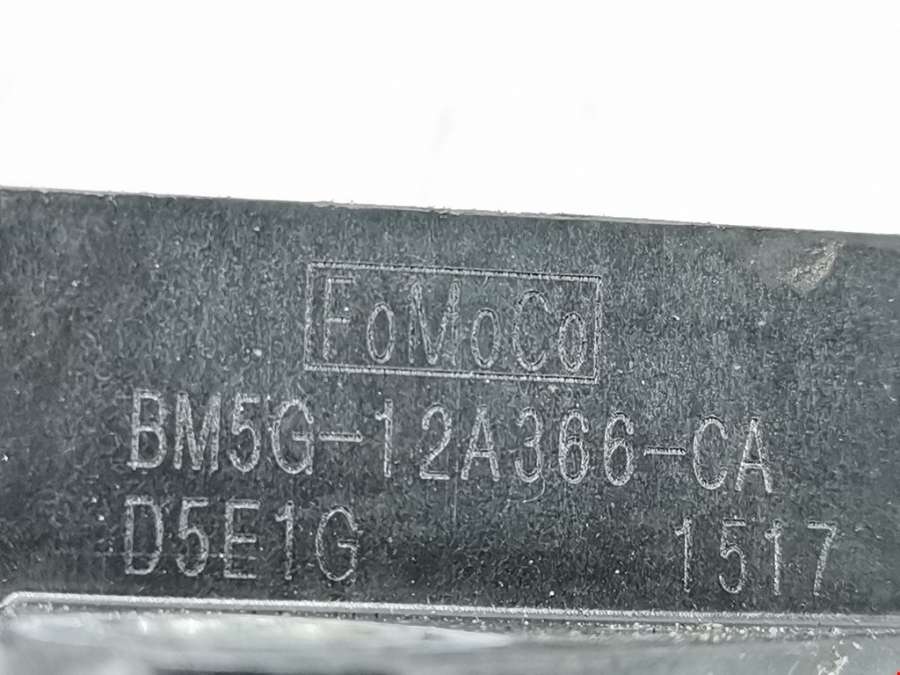 FoMoCo
BM5G-12A366-CA
D5E1G 1517